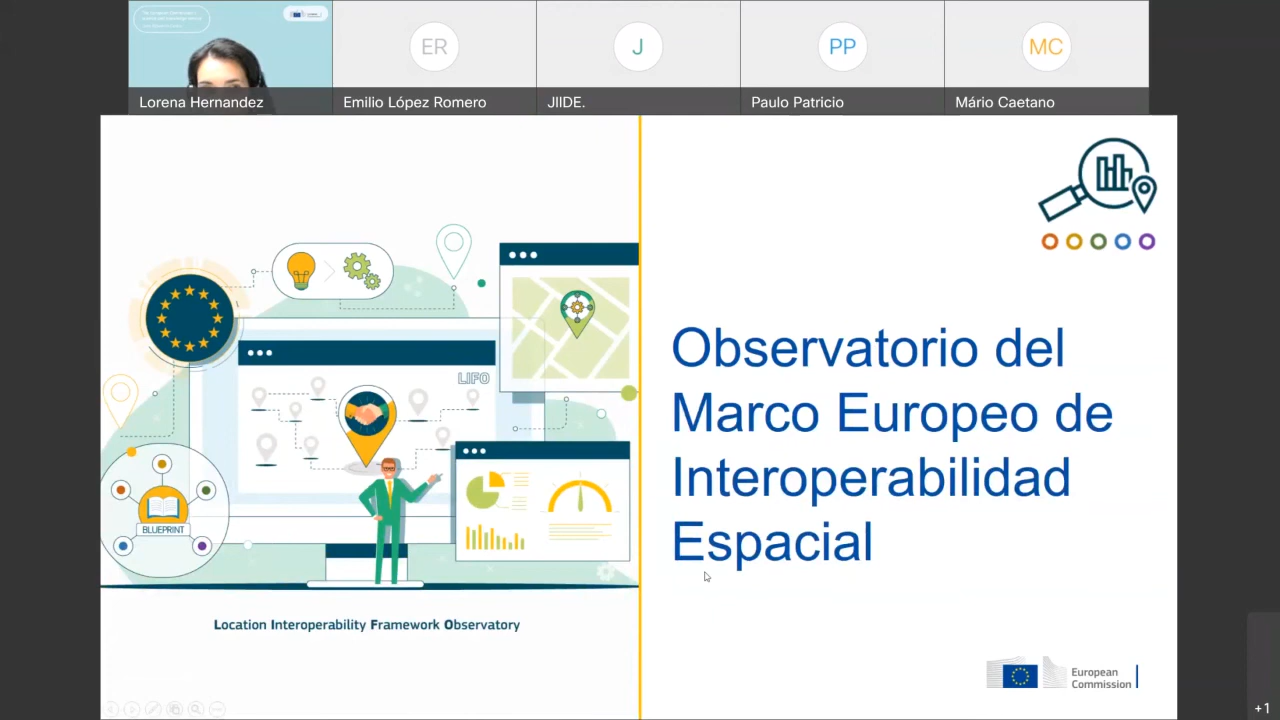 ER
J
PP
MC
Lorena Hernandez
Emilio López Romero
JIIDE.
Paulo Patricio
Mário Caetano
LIFO
BLUEPRINT
Location Interoperability Framework Observatory
Observatorio del
Marco Europeo de
Interoperabilidad
Espacial
European
Commission
+1